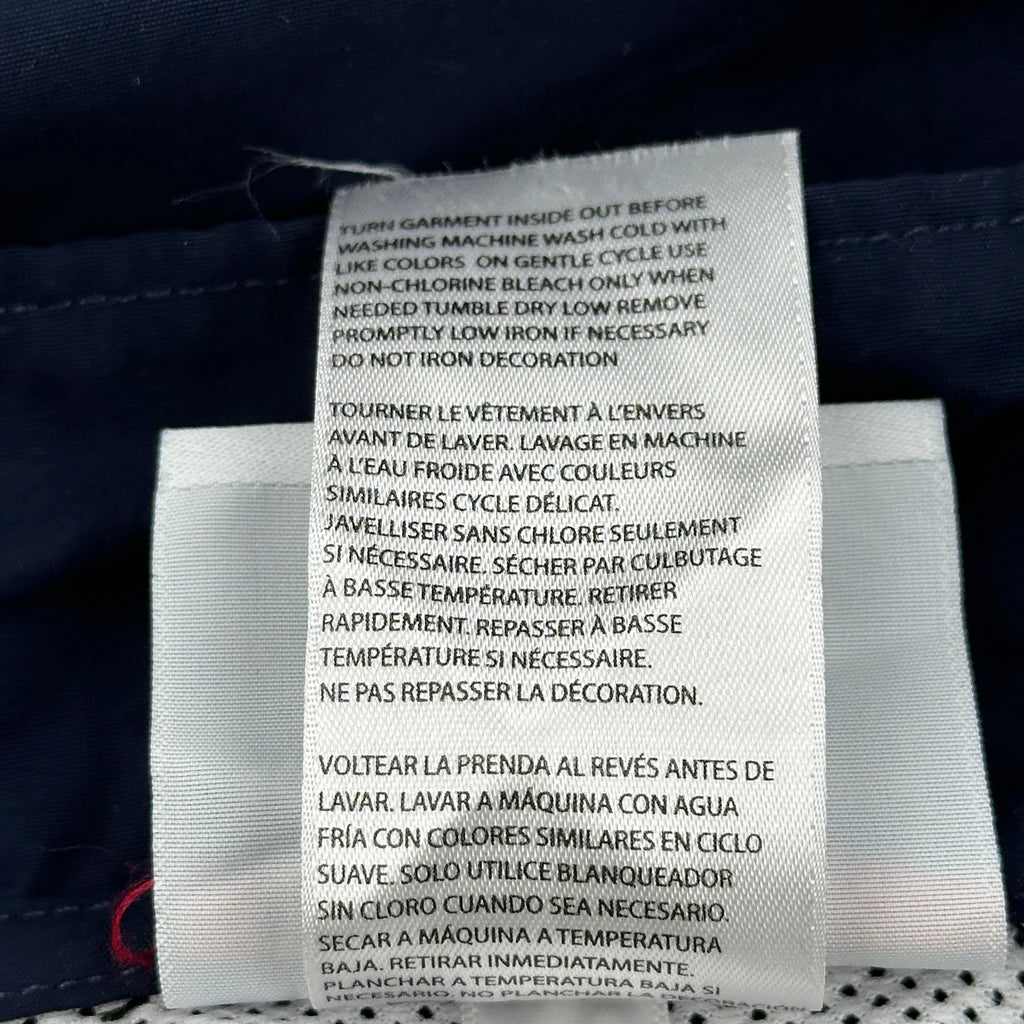 TURN GARMENT INSIDE OUT BEFORE
WASHING MACHINE WASH COLD WITH
LIKE COLORS ON GENTLE CYCLE USE
NON-CHLORINE BLEACH ONLY WHEN
NEEDED TUMBLE DRY LOW REMOVE
PROMPTLY LOW IRON IF NECESSARY
DO NOT IRON DECORATION
TOURNER LE VÊTEMENT À L'ENVERS
AVANT DE LAVER. LAVAGE EN MACHINE
À L'EAU FROIDE AVEC COULEURS
SIMILAIRES CYCLE DÉLICAT.
JAVELLISER SANS CHLORE SEULEMENT
SI NÉCESSAIRE. SÉCHER PAR CULBUTAGE
À BASSE TEMPÉRATURE. RETIRER
RAPIDEMENT. REPASSER À BASSE
TEMPÉRATURE SI NÉCESSAIRE.
NE PAS REPASSER LA DÉCORATION.
VOLTEAR LA PRENDA AL REVÉS ANTES DE
LAVAR. LAVAR A MÁQUINA CON AGUA
FRÍA CON COLORES SIMILARES EN CICLO
SUAVE. SOLO UTILICE BLANQUEADOR
SIN CLORO CUANDO SEA NECESARIO.
SECAR A MÁQUINA A TEMPERATURA
BAJA. RETIRAR INMEDIATAMENTE.
PLANCHAR A TEMPERATURA BAJA SI
NECESARIO. NO PLANCHAR LA DECORACIÓN